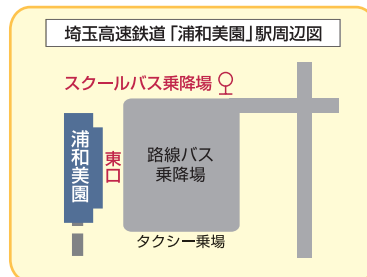 埼玉高速鉄道「浦和美園」駅周辺図
スクールバス乗降場
浦和美園
東口
路線バス
乗降場
タクシー乗場